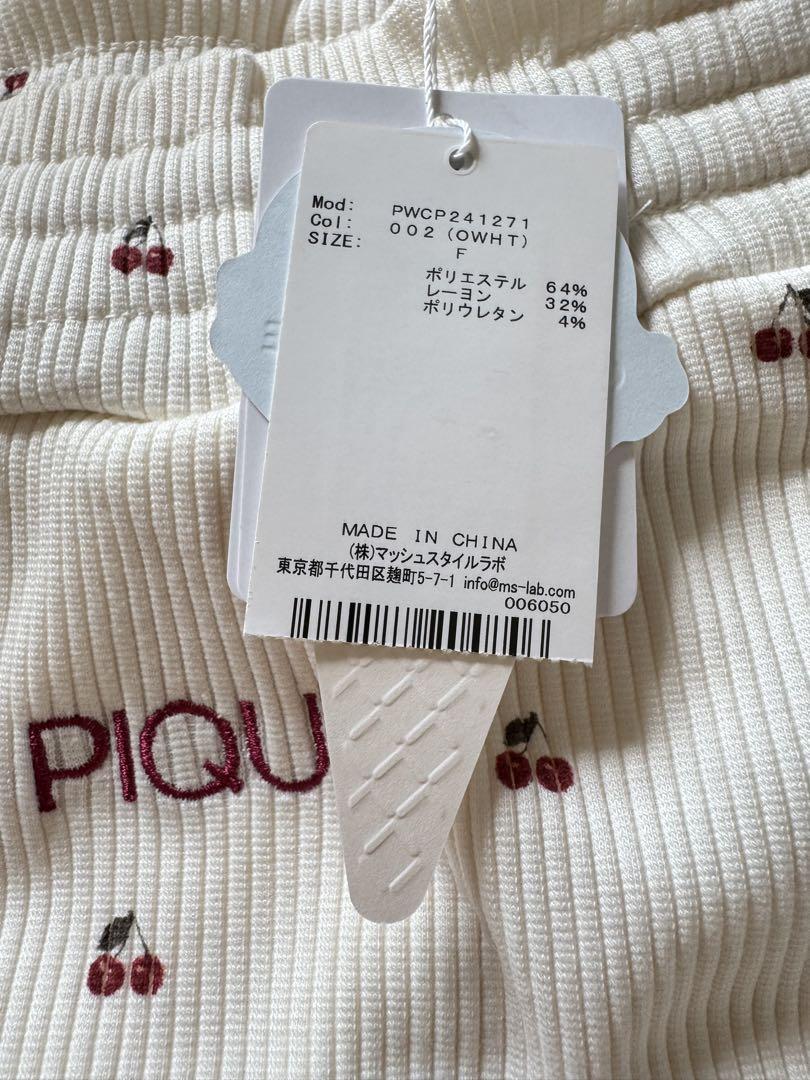 Mod: PWCP241271
Col: 002 (OWHT)
SIZE: F
ポリエステル 64%
レーヨン 32%
ポリウレタン 4%
MADE IN CHINA
(株)マッシュスタイルラボ
東京都千代田区麹町5-7-1 info@ms-lab.com
006050
PIQU